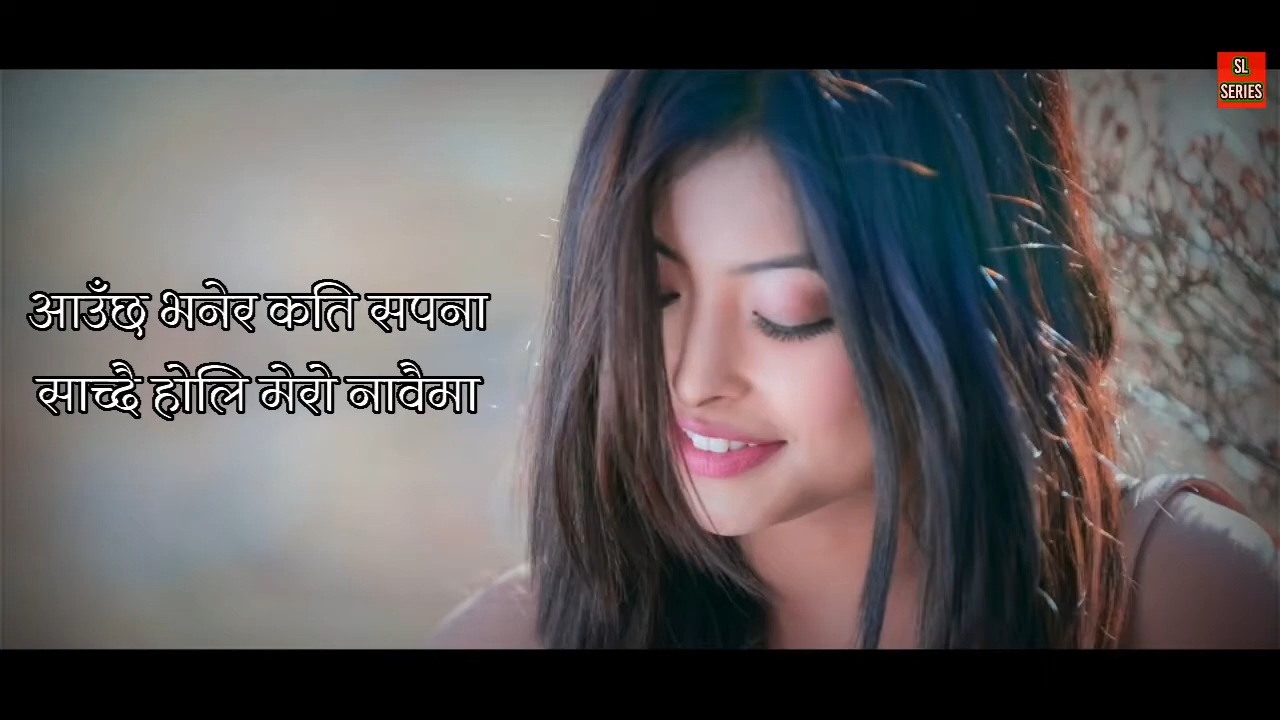 SL
SERIES
आउँछ भनेर कति सपना
साच्दै होलि मेरो नावैमा